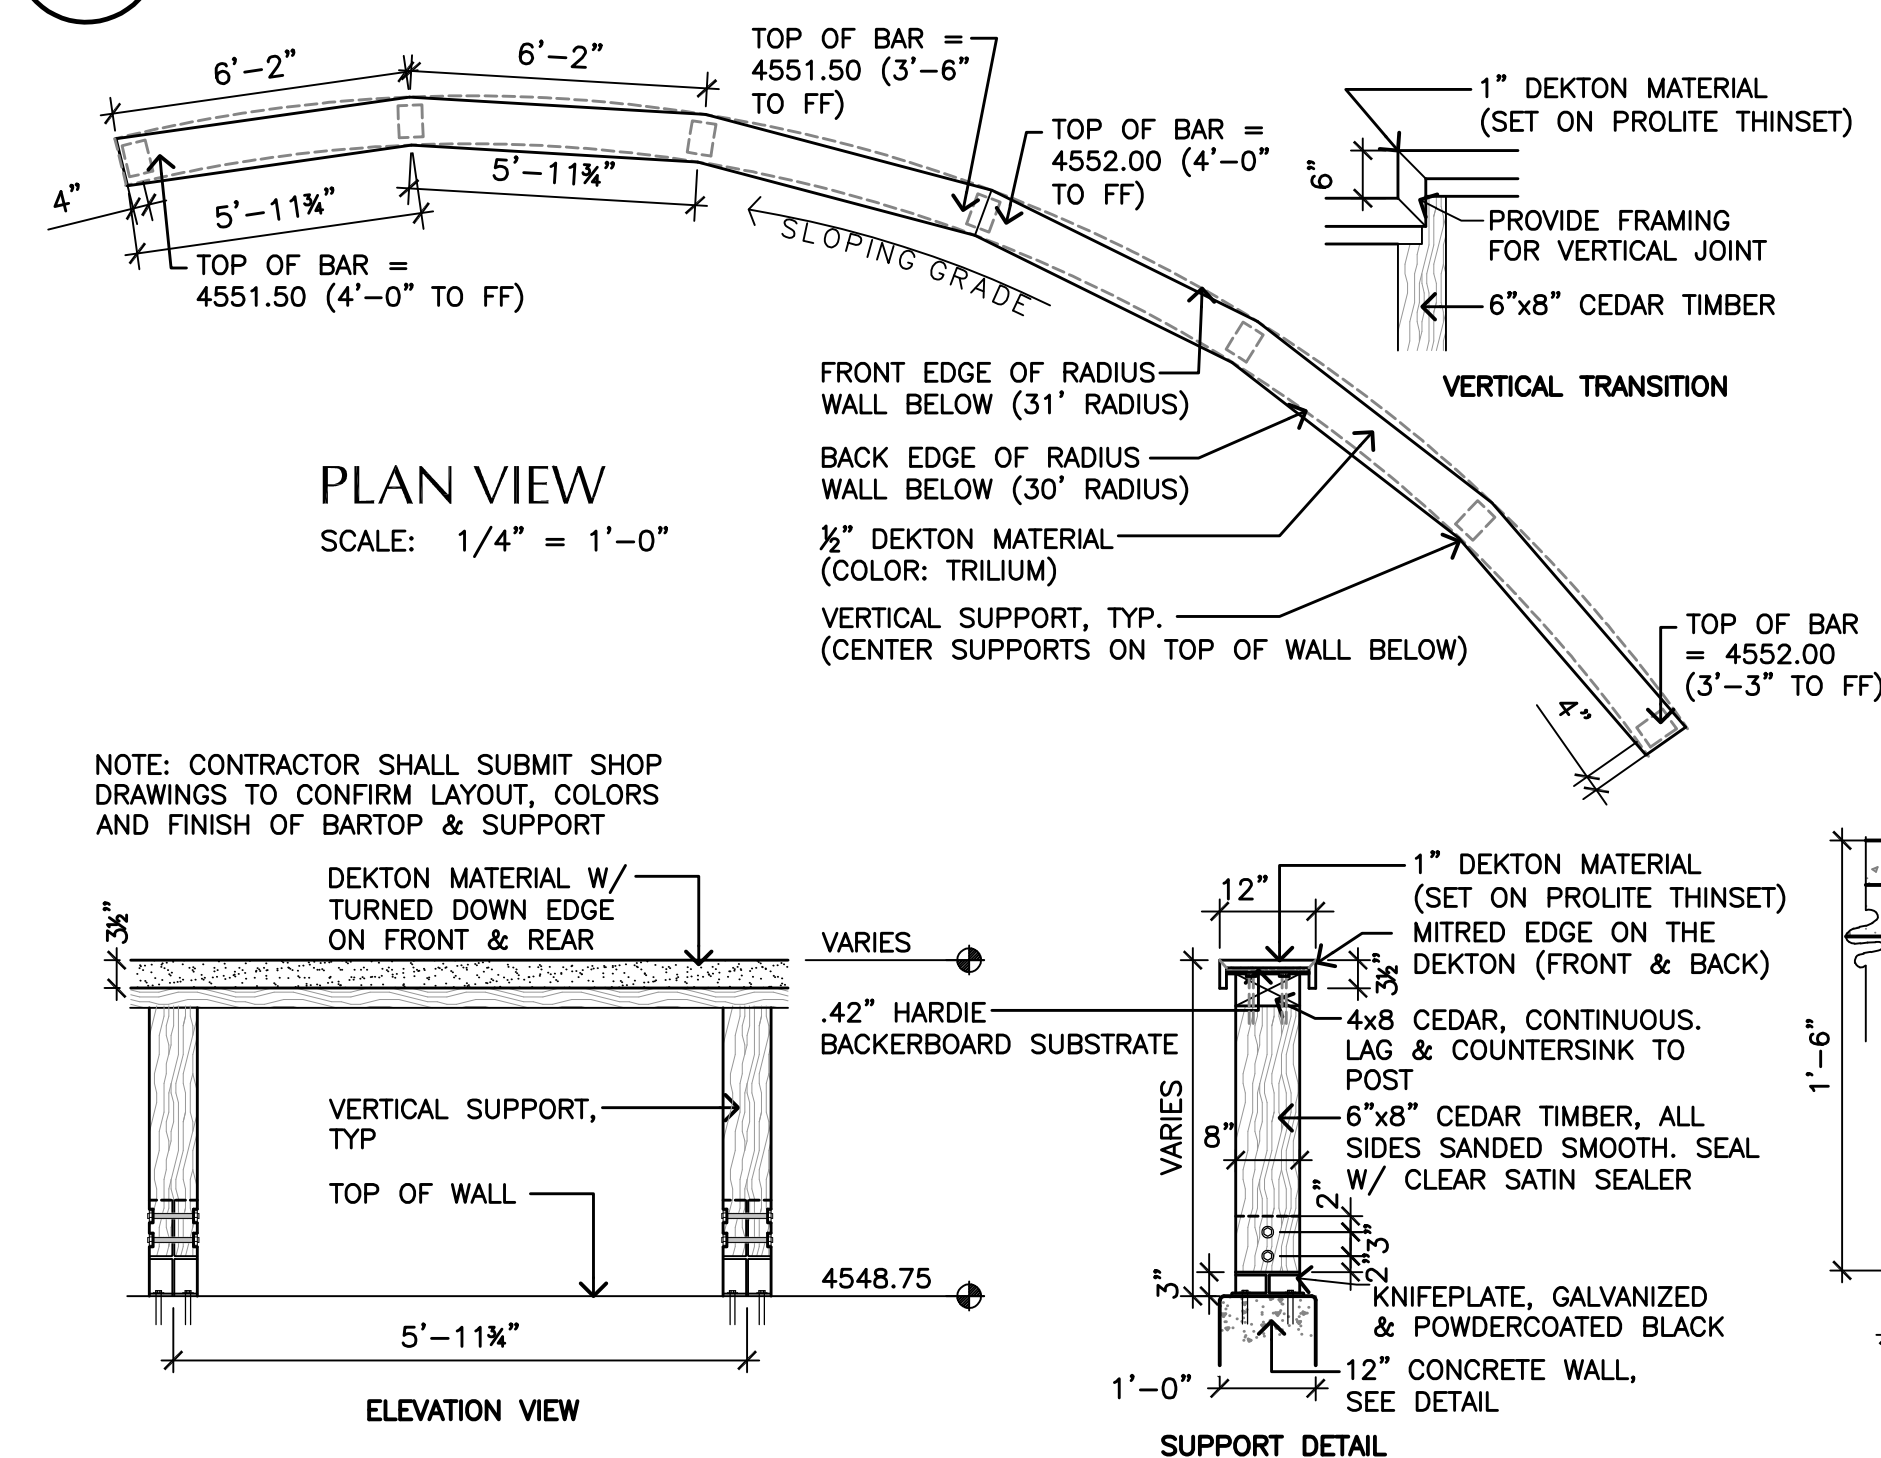 6'-2"
6'-2"
TOP OF BAR =
4551.50 (3'-6"
TO FF)
TOP OF BAR =
4552.00 (4'-0"
TO FF)
1" DEKTON MATERIAL
(SET ON PROLITE THINSET)
6"
PROVIDE FRAMING
FOR VERTICAL JOINT
6"x8" CEDAR TIMBER
VERTICAL TRANSITION
4"
5'-11¾"
5'-11¾"
TOP OF BAR =
4551.50 (4'-0" TO FF)
SLOPING GRADE
FRONT EDGE OF RADIUS
WALL BELOW (31' RADIUS)
BACK EDGE OF RADIUS
WALL BELOW (30' RADIUS)
½" DEKTON MATERIAL
(COLOR: TRILIUM)
VERTICAL SUPPORT, TYP.
(CENTER SUPPORTS ON TOP OF WALL BELOW)
PLAN VIEW
SCALE: 1/4" = 1'-0"
TOP OF BAR
= 4552.00
(3'-3" TO FF)
4"
NOTE: CONTRACTOR SHALL SUBMIT SHOP
DRAWINGS TO CONFIRM LAYOUT, COLORS
AND FINISH OF BARTOP & SUPPORT
DEKTON MATERIAL W/
TURNED DOWN EDGE
ON FRONT & REAR
3½"
VARIES
.42" HARDIE
BACKERBOARD SUBSTRATE
VERTICAL SUPPORT,
TYP
TOP OF WALL
4548.75
5'-11¾"
ELEVATION VIEW
12"
1" DEKTON MATERIAL
(SET ON PROLITE THINSET)
MITRED EDGE ON THE
DEKTON (FRONT & BACK)
3½"
4x8 CEDAR, CONTINUOUS.
LAG & COUNTERSINK TO
POST
6"x8" CEDAR TIMBER, ALL
SIDES SANDED SMOOTH. SEAL
W/ CLEAR SATIN SEALER
VARIES
8"
2"
3"
2"
3"
KNIFEPLATE, GALVANIZED
& POWDERCOATED BLACK
12" CONCRETE WALL,
SEE DETAIL
1'-0"
SUPPORT DETAIL
1'-6"